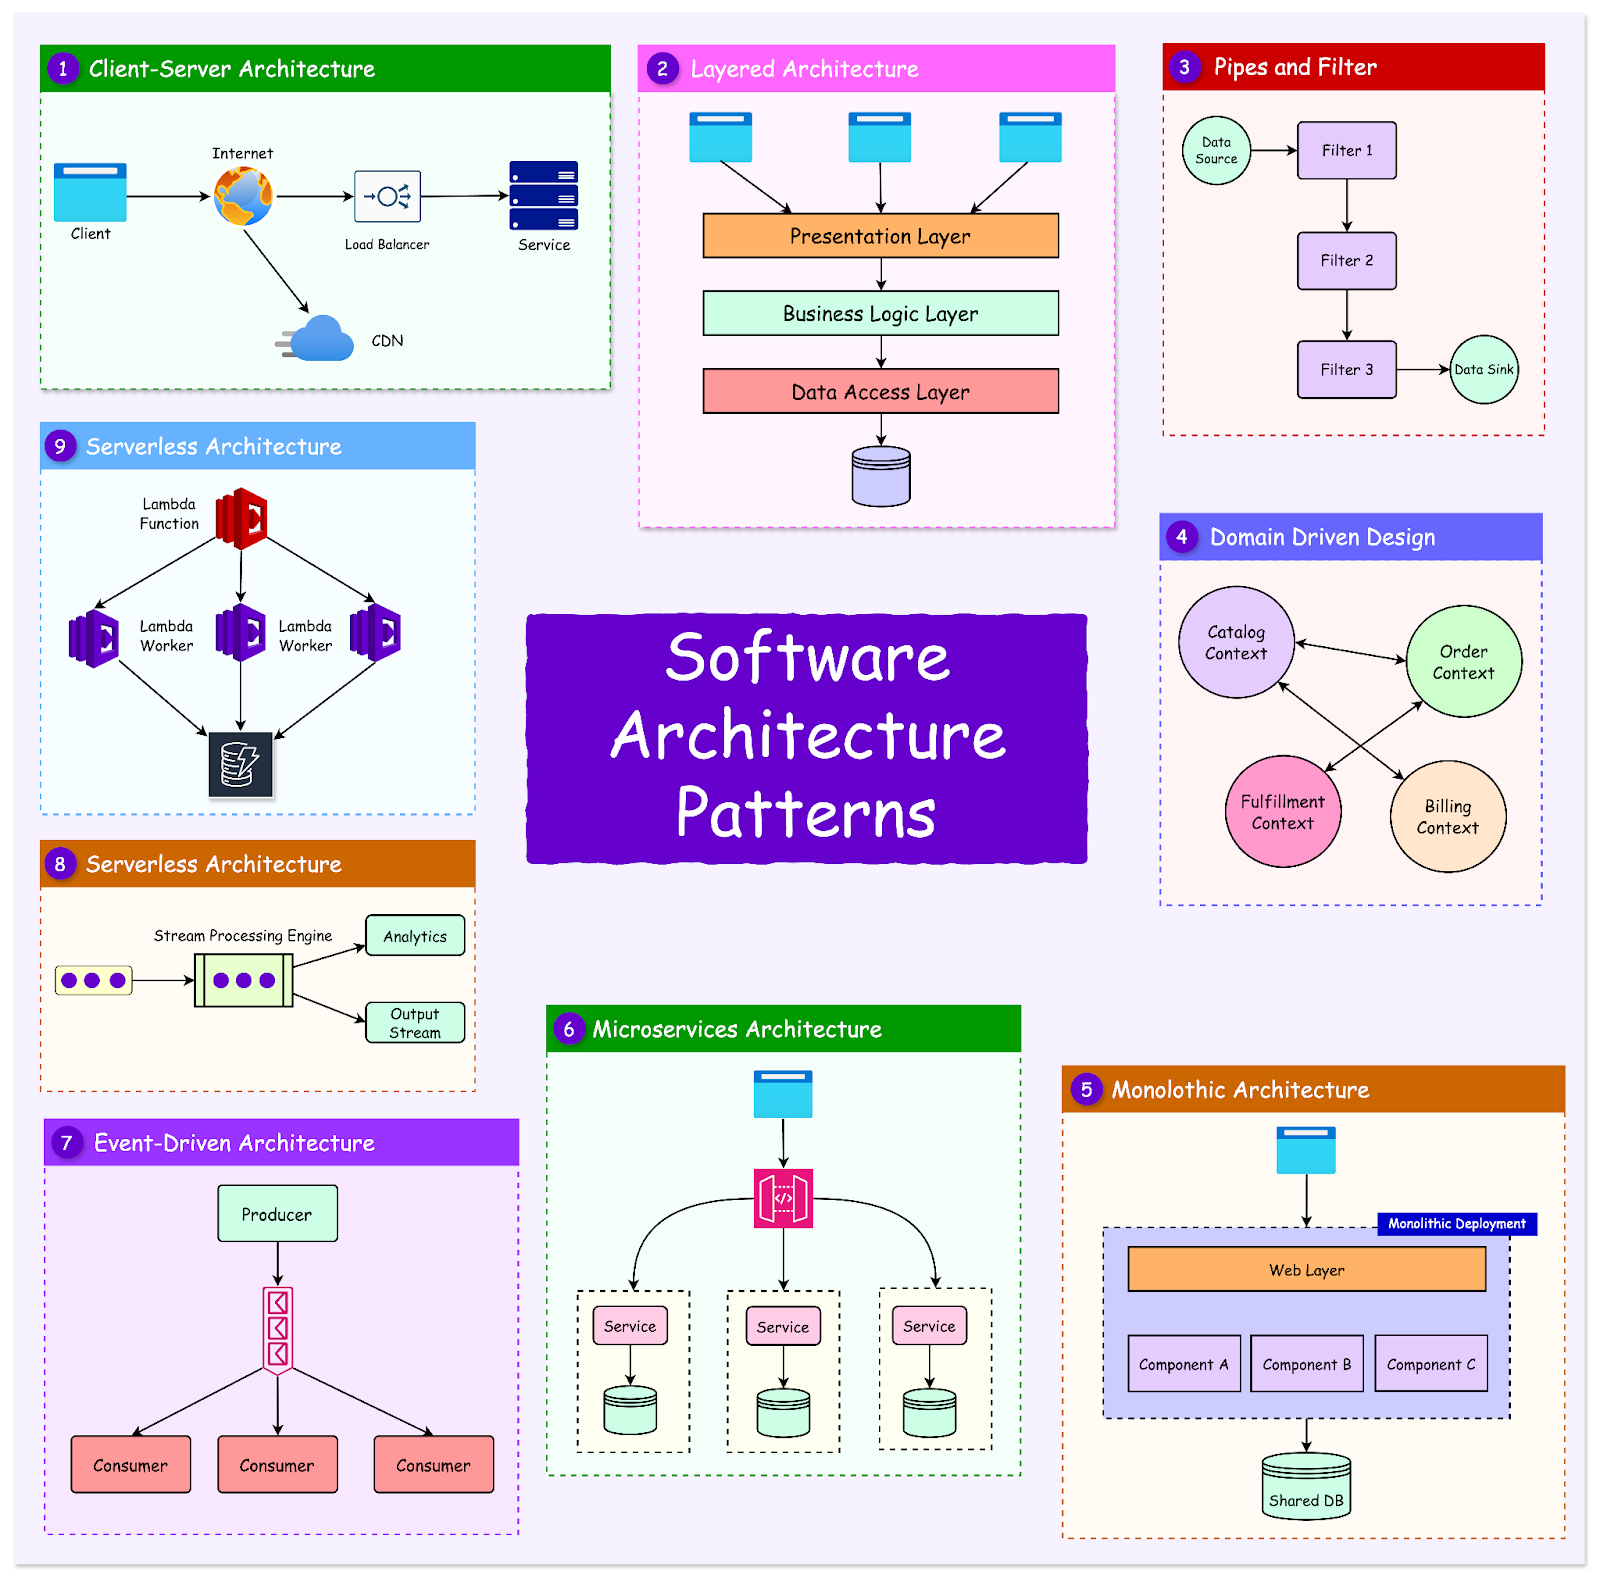 1 Client-Server Architecture
Internet
Client
Load Balancer
Service
CDN
2 Layered Architecture
Presentation Layer
Business Logic Layer
Data Access Layer
3 Pipes and Filter
Data
Source
Filter 1
Filter 2
Filter 3
Data Sink
9 Serverless Architecture
Lambda
Function
Lambda
Worker
Lambda
Worker
Software
Architecture
Patterns
4 Domain Driven Design
Catalog
Context
Order
Context
Fulfillment
Context
Billing
Context
8 Serverless Architecture
Stream Processing Engine
Analytics
Output
Stream
7 Event-Driven Architecture
Producer
Consumer
Consumer
Consumer
6 Microservices Architecture
Service
Service
Service
5 Monolothic Architecture
Monolithic Deployment
Web Layer
Component A
Component B
Component C
Shared DB